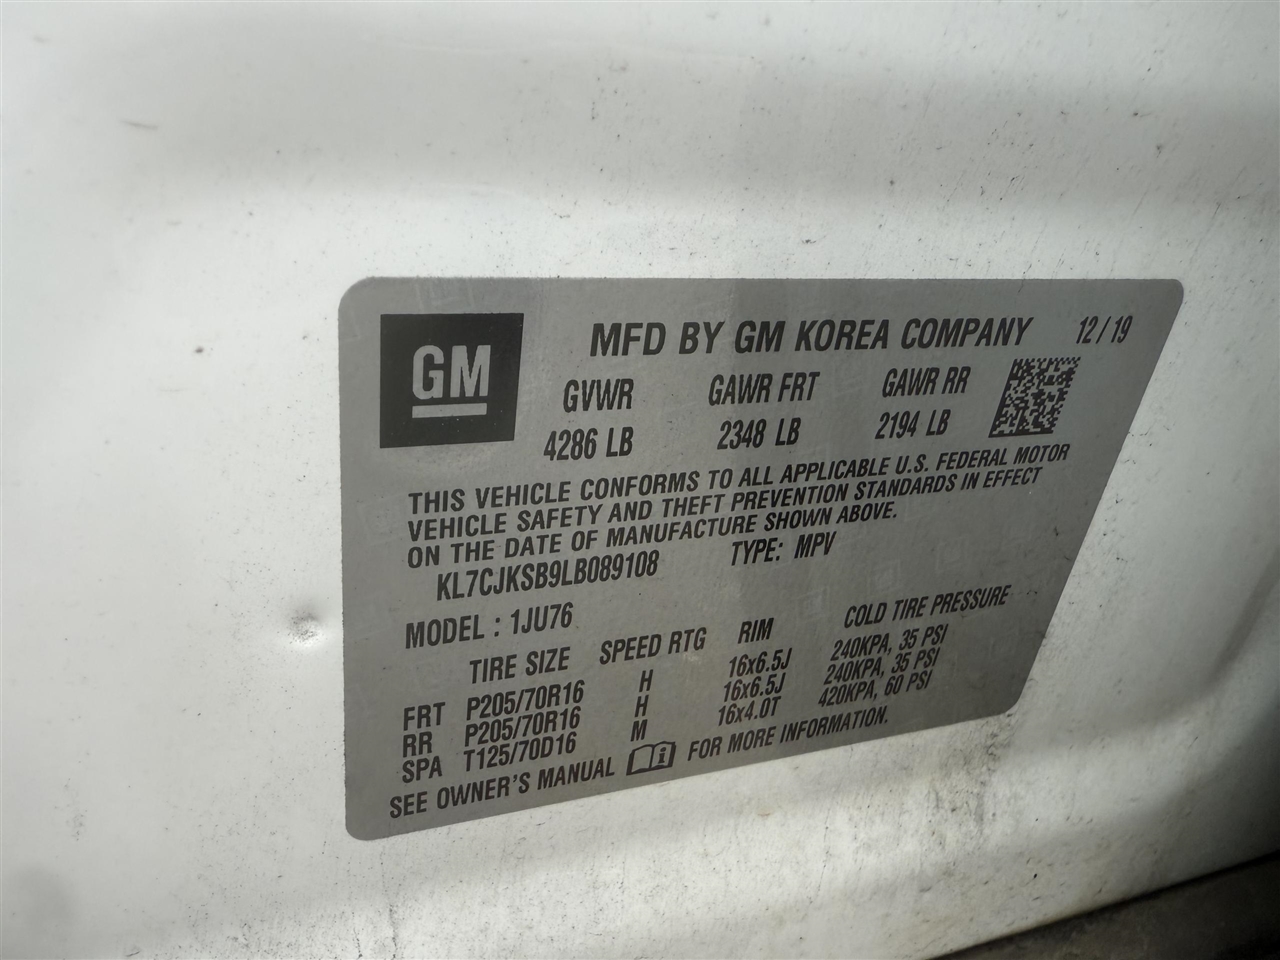 GM
MFD BY GM KOREA COMPANY 12/19
GVWR GAWR FRT GAWR RR
4286 LB 2348 LB 2194 LB
THIS VEHICLE CONFORMS TO ALL APPLICABLE U.S. FEDERAL MOTOR
VEHICLE SAFETY AND THEFT PREVENTION STANDARDS IN EFFECT
ON THE DATE OF MANUFACTURE SHOWN ABOVE.
KL7CJKSB9LB089108 TYPE: MPV
MODEL : 1JU76
TIRE SIZE SPEED RTG RIM COLD TIRE PRESSURE
FRT P205/70R16 H 16x6.5J 240KPA, 35 PSI
RR P205/70R16 H 16x6.5J 240KPA, 35 PSI
SPA T125/70D16 M 16x4.0T 420KPA, 60 PSI
SEE OWNER'S MANUAL FOR MORE INFORMATION.